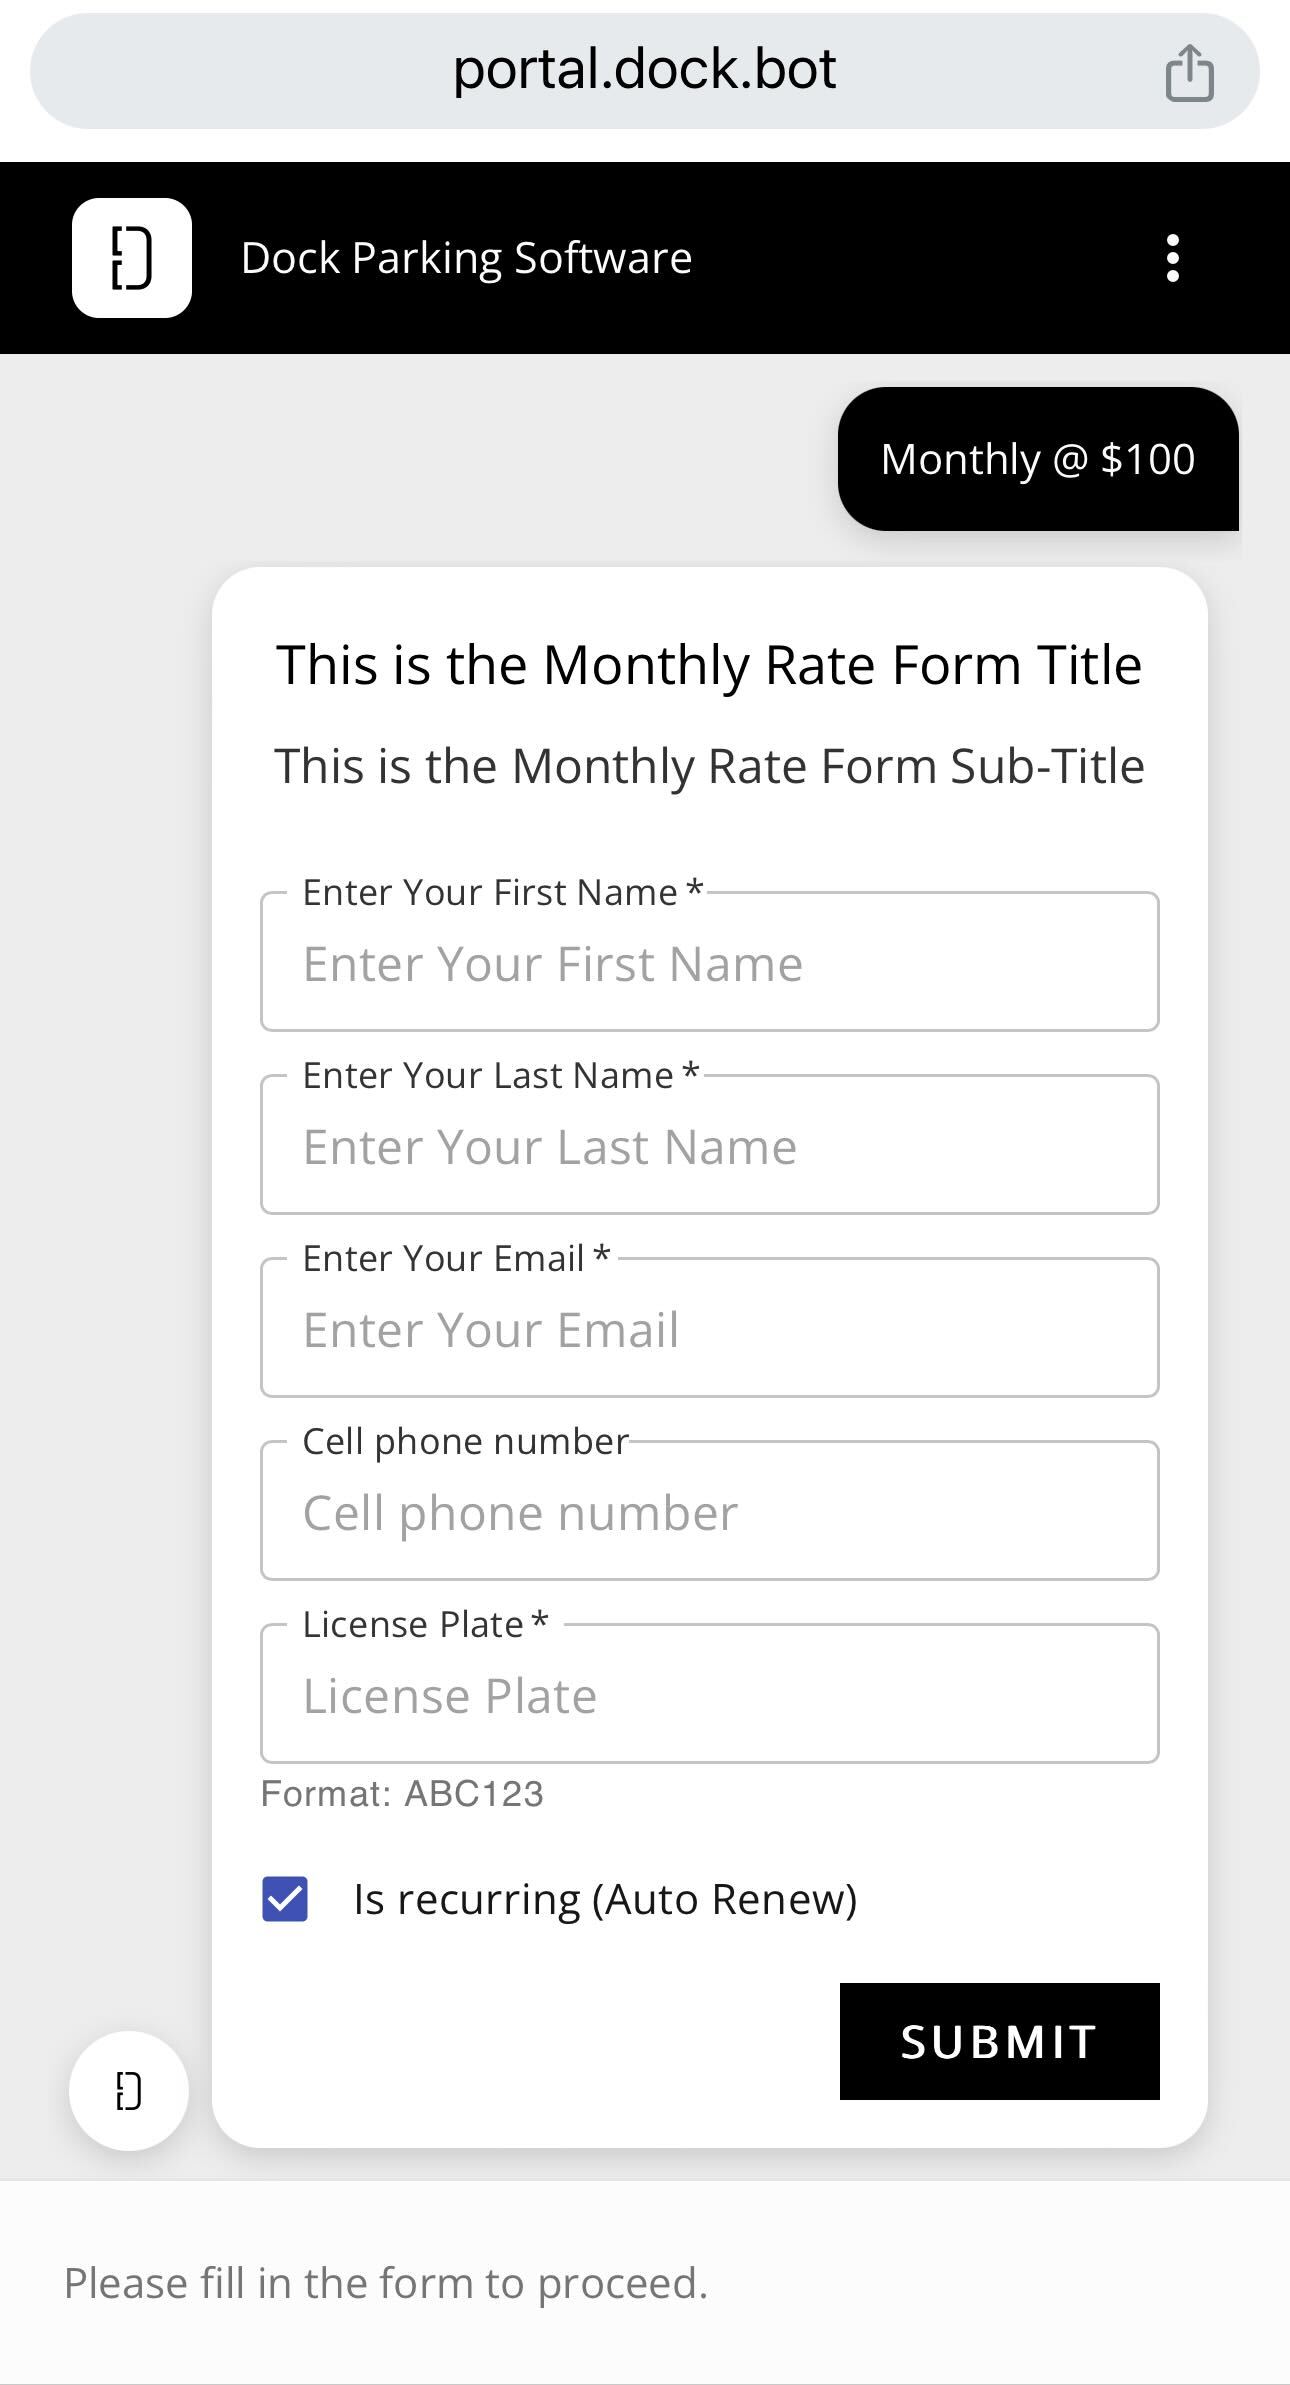 portal.dock.bot
Dock Parking Software
Monthly @ $100
This is the Monthly Rate Form Title
This is the Monthly Rate Form Sub-Title
Enter Your First Name *
Enter Your First Name
Enter Your Last Name *
Enter Your Last Name
Enter Your Email *
Enter Your Email
Cell phone number
Cell phone number
License Plate *
License Plate
Format: ABC123
Is recurring (Auto Renew)
SUBMIT
Please fill in the form to proceed.